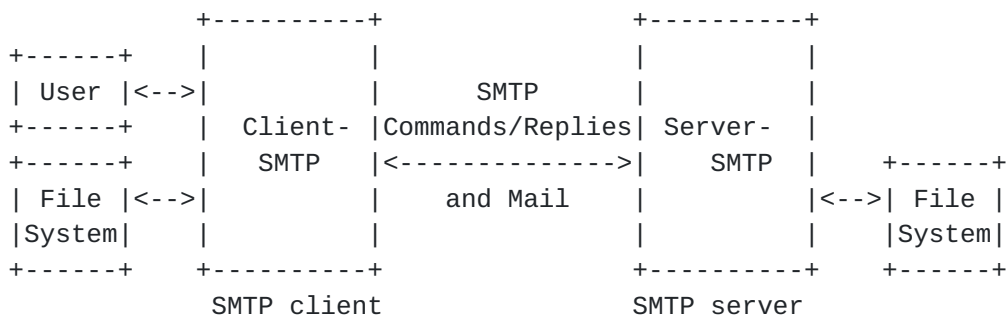 +----------+                +----------+
      +------+    |          |                |          |
      | User |<-->|          |      SMTP      |          |
      +------+    |  Client- |Commands/Replies| Server-  |
      +------+    |   SMTP   |<-------------->|    SMTP  |    +------+
      | File |<-->|          |    and Mail    |          |<-->| File |
      |System|    |          |                |          |    |System|
      +------+    +----------+                +----------+    +------+
                   SMTP client                SMTP server